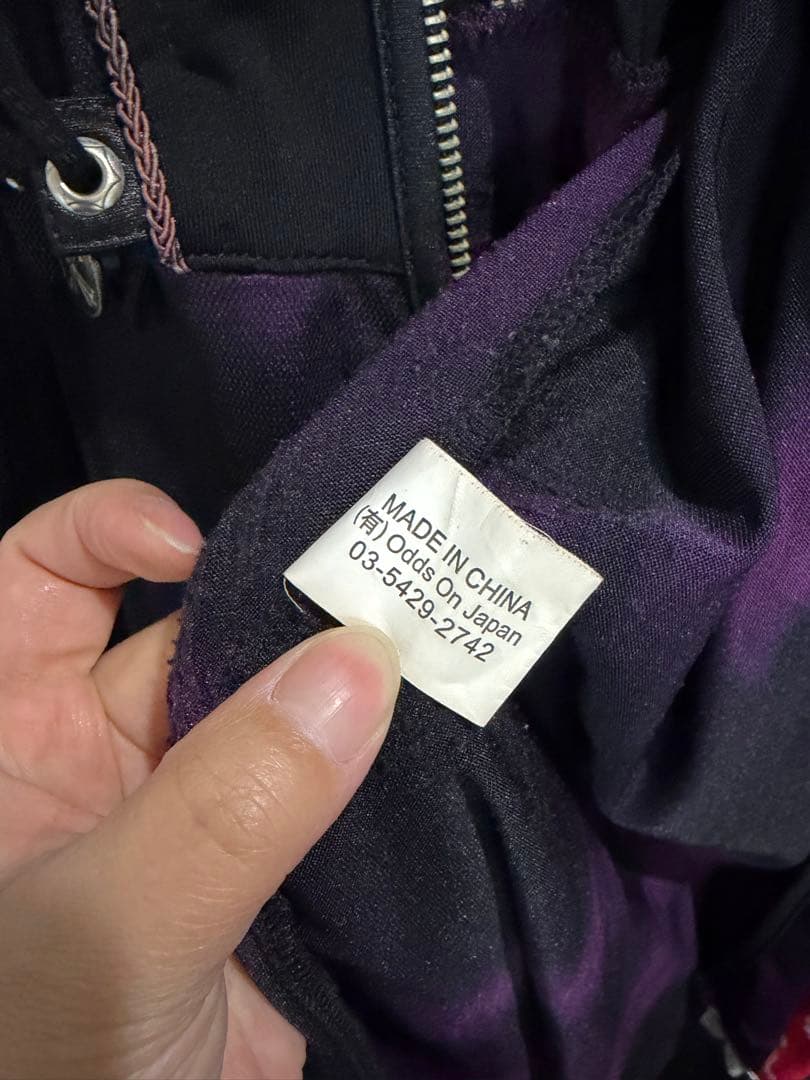 MADE IN CHINA
(有) Odds On Japan
03-5429-2742